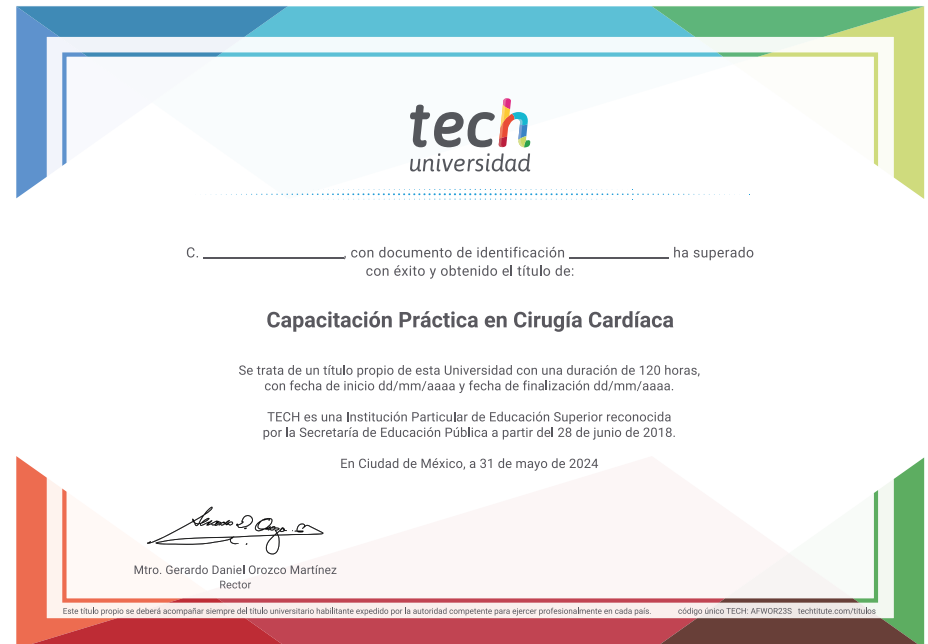 tech
universidad
C. ____________, con documento de identificación ____________ ha superado
con éxito y obtenido el título de:
Capacitación Práctica en Cirugía Cardíaca
Se trata de un título propio de esta Universidad con una duración de 120 horas,
con fecha de inicio dd/mm/aaaa y fecha de finalización dd/mm/aaaa.
TECH es una Institución Particular de Educación Superior reconocida
por la Secretaría de Educación Pública a partir del 28 de junio de 2018.
En Ciudad de México, a 31 de mayo de 2024
Mtro. Gerardo Daniel Orozco Martínez
Rector
Este título propio se deberá acompañar siempre del título universitario habilitante expedido por la autoridad competente para ejercer profesionalmente en cada país. código único TECH: AFWOR23S techtitute.com/titulos